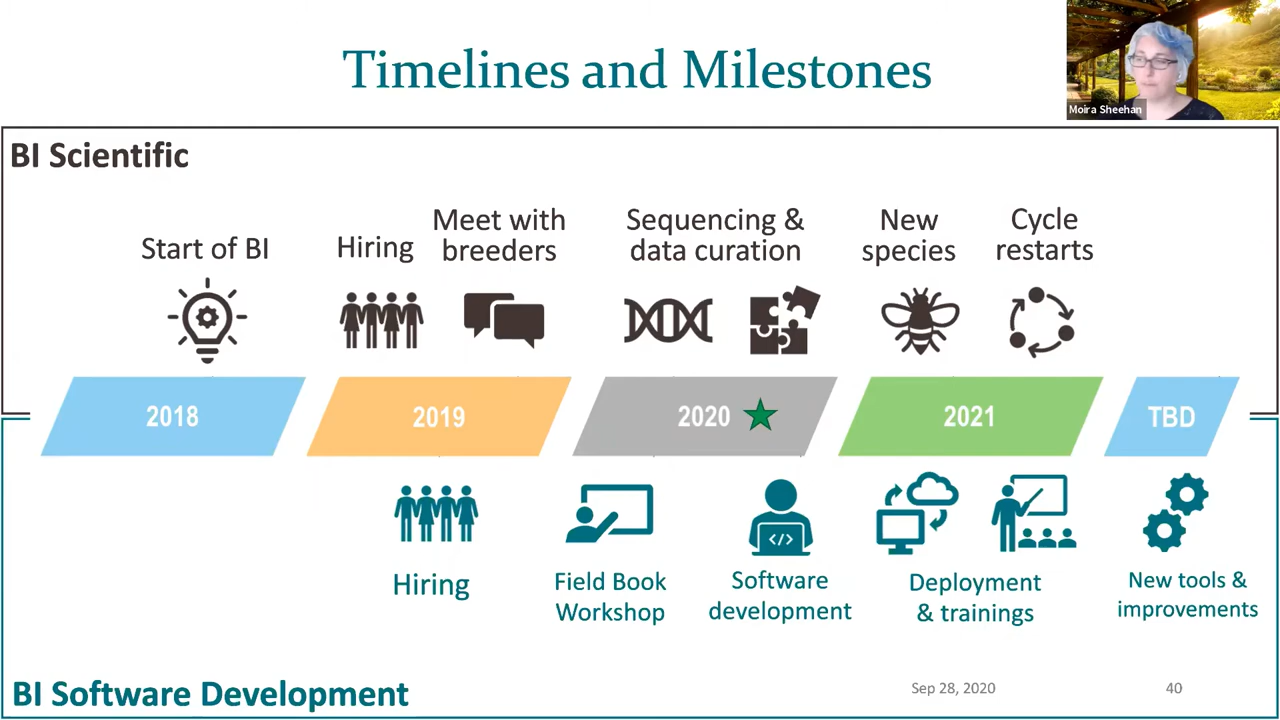 Timelines and Milestones
Moira Sheehan
BI Scientific
Start of BI
Hiring
Meet with
breeders
Sequencing &
data curation
New
species
Cycle
restarts
2018
2019
2020
2021
TBD
</>
Hiring
Field Book
Workshop
Software
development
Deployment
& trainings
New tools &
improvements
BI Software Development
Sep 28, 2020
40